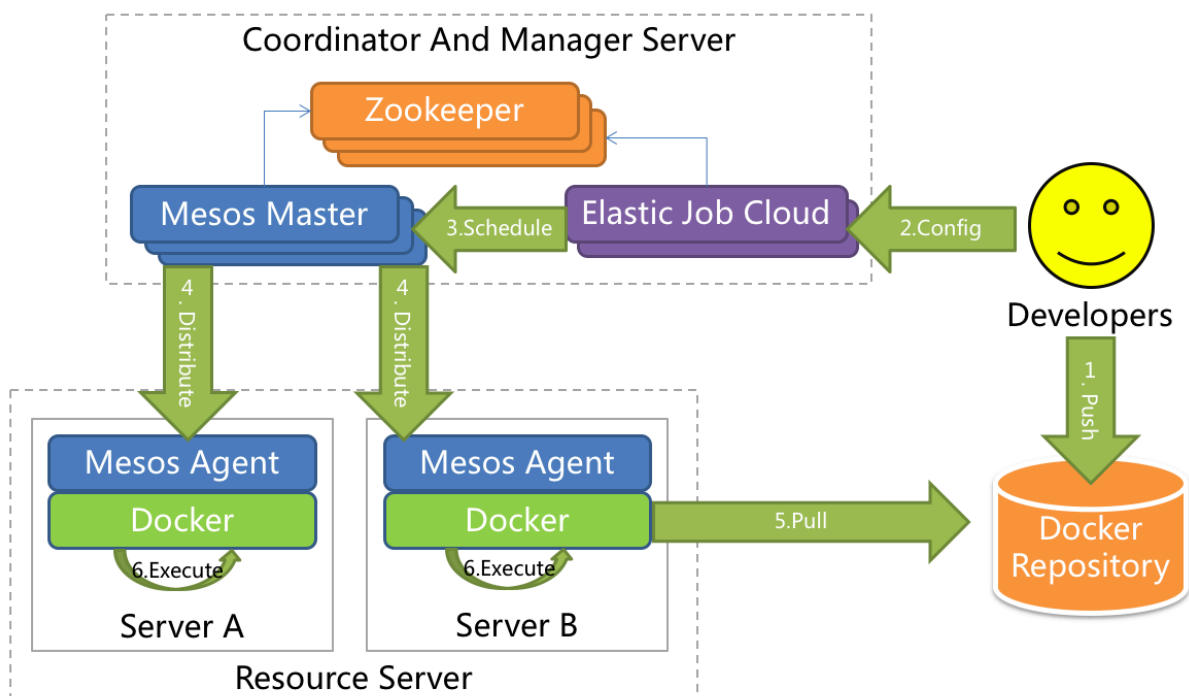 Coordinator And Manager Server
Zookeeper
Mesos Master
3.Schedule
Elastic Job Cloud
2.Config
Developers
4. Distribute
4. Distribute
1. Push
Mesos Agent
Docker
6.Execute
Server A
Mesos Agent
Docker
6.Execute
Server B
5.Pull
Docker
Repository
Resource Server